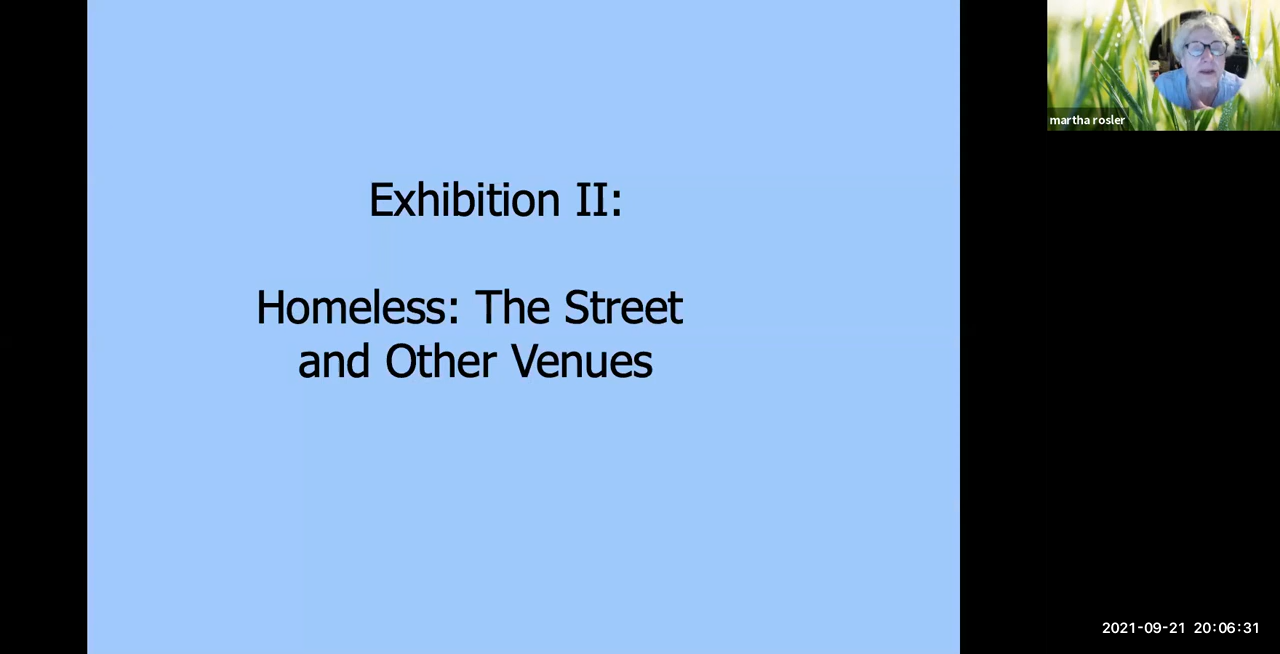 Exhibition II:
Homeless: The Street
and Other Venues
martha rosler
2021-09-21 20:06:31